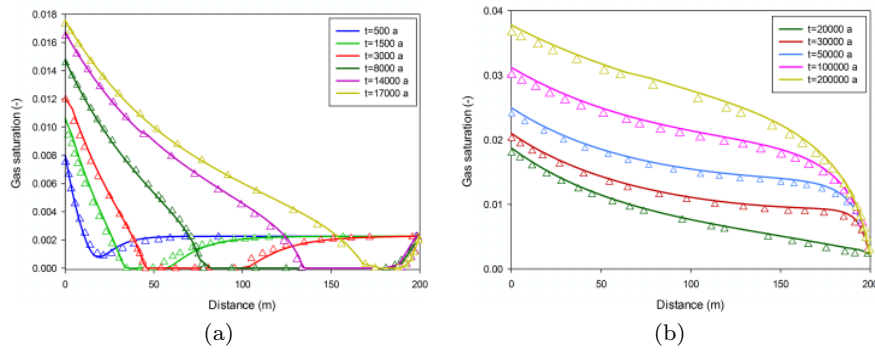 0.018
0.016
0.014
0.012
0.010
0.008
0.006
0.004
0.002
0.000
Gas saturation (-)
t=500 a
t=1500 a
t=3000 a
t=8000 a
t=14000 a
t=17000 a
0 50 100 150 200
Distance (m)
(a)
0.04
0.03
0.02
0.01
0.00
Gas saturation (-)
t=20000 a
t=30000 a
t=50000 a
t=100000 a
t=200000 a
0 50 100 150 200
Distance (m)
(b)